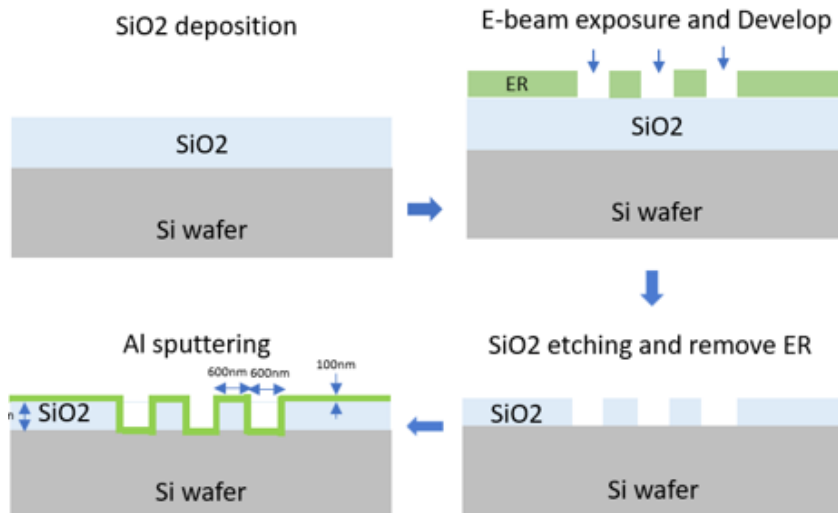 SiO2 deposition
SiO2
Si wafer
E-beam exposure and Develop
ER
SiO2
Si wafer
SiO2 etching and remove ER
SiO2
Si wafer
Al sputtering
600nm 600nm
100nm
SiO2
Si wafer